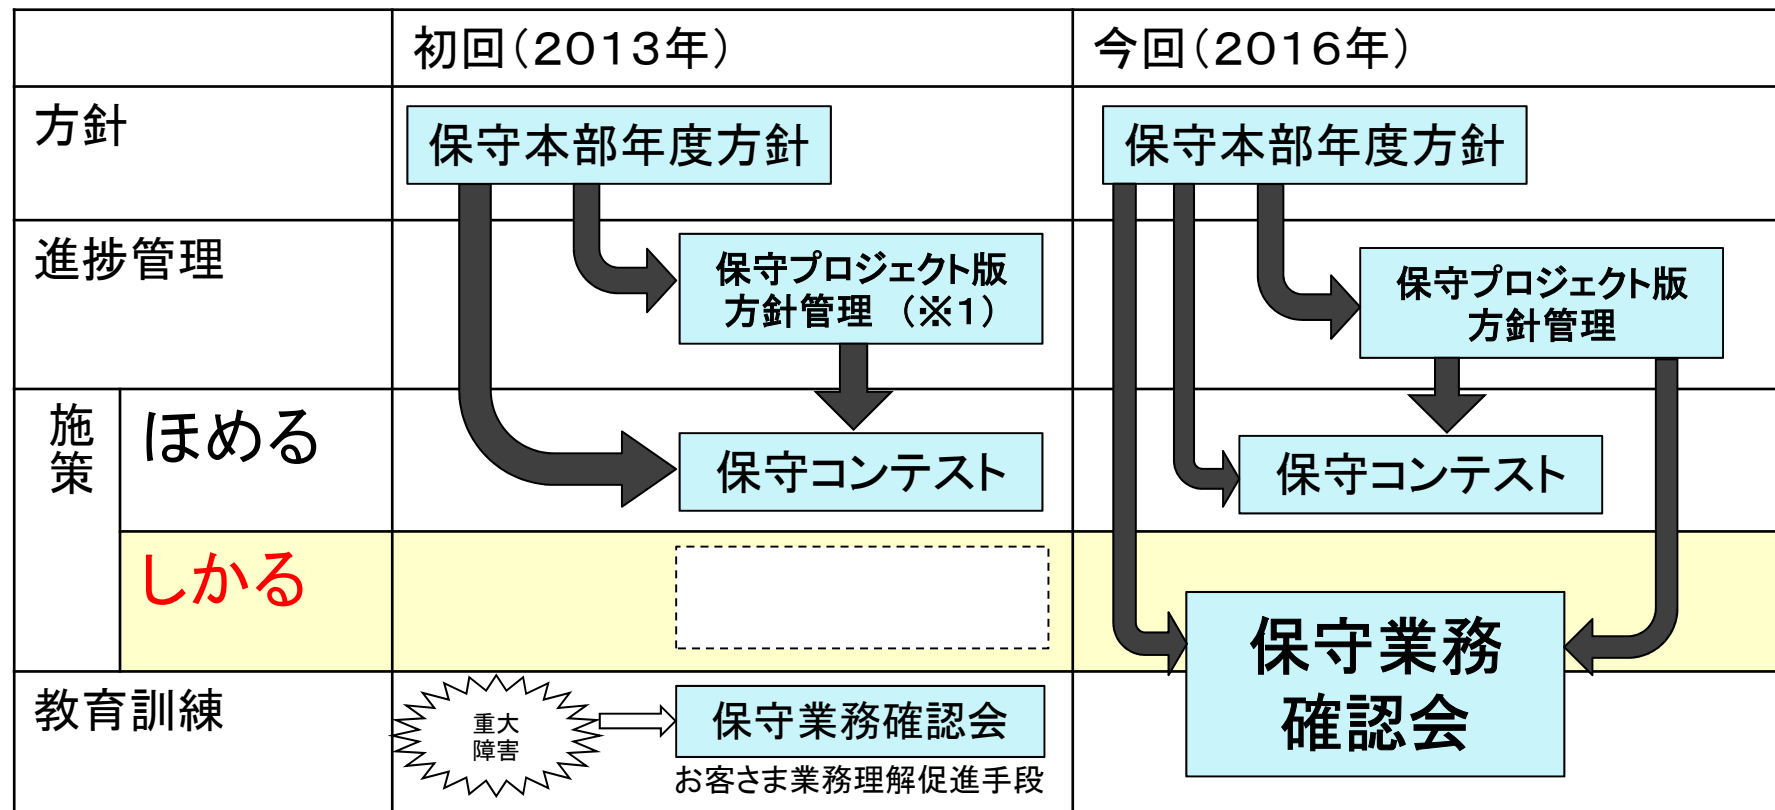 初回（２０１３年）
今回（２０１６年）
方針
保守本部年度方針
保守本部年度方針
進捗管理
保守プロジェクト版
方針管理　（※１）
保守プロジェクト版
方針管理
施策
ほめる
保守コンテスト
保守コンテスト
しかる
保守業務
確認会
教育訓練
重大
障害
保守業務確認会
お客さま業務理解促進手段